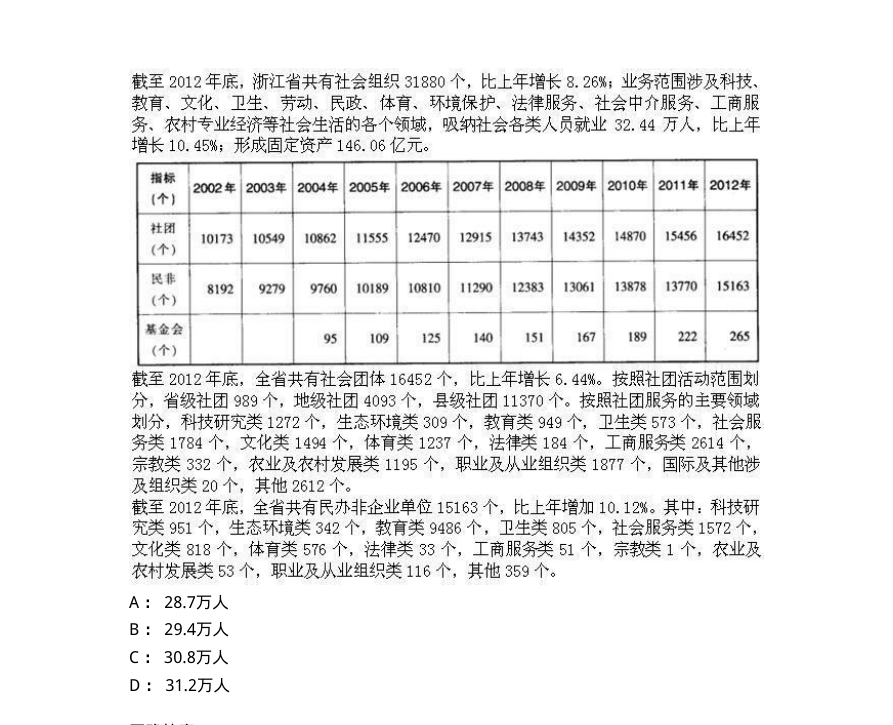 截至 2012 年底，浙江省共有社会组织 31880 个，比上年增长 8.26%；业务范围涉及科技、
教育、文化、卫生、劳动、民政、体育、环境保护、法律服务、社会中介服务、工商服
务、农村专业经济等社会生活的各个领域，吸纳社会各类人员就业 32.44 万人，比上年
增长 10.45%；形成固定资产 146.06 亿元。
指标（个） 2002年 2003年 2004年 2005年 2006年 2007年 2008年 2009年 2010年 2011年 2012年
社团（个） 10173 10549 10862 11555 12470 12915 13743 14352 14870 15456 16452
民非（个） 8192 9279 9760 10189 10810 11290 12383 13061 13878 13770 15163
基金会（个） 95 109 125 140 151 167 189 222 265
截至 2012 年底，全省共有社会团体 16452 个，比上年增长 6.44%。按照社团活动范围划
分，省级社团 989 个，地级社团 4093 个，县级社团 11370 个。按照社团服务的主要领域
划分，科技研究类 1272 个，生态环境类 309 个，教育类 949 个，卫生类 573 个，社会服
务类 1784 个，文化类 1494 个，体育类 1237 个，法律类 184 个，工商服务类 2614 个，
宗教类 332 个，农业及农村发展类 1195 个，职业及从业组织类 1877 个，国际及其他涉
及组织类 20 个，其他 2612 个。
截至 2012 年底，全省共有民办非企业单位 15163 个，比上年增加 10.12%。其中：科技研
究类 951 个，生态环境类 342 个，教育类 9486 个，卫生类 805 个，社会服务类 1572 个，
文化类 818 个，体育类 576 个，法律类 33 个，工商服务类 51 个，宗教类 1 个，农业及
农村发展类 53 个，职业及从业组织类 116 个，其他 359 个。
A： 28.7万人
B： 29.4万人
C： 30.8万人
D： 31.2万人